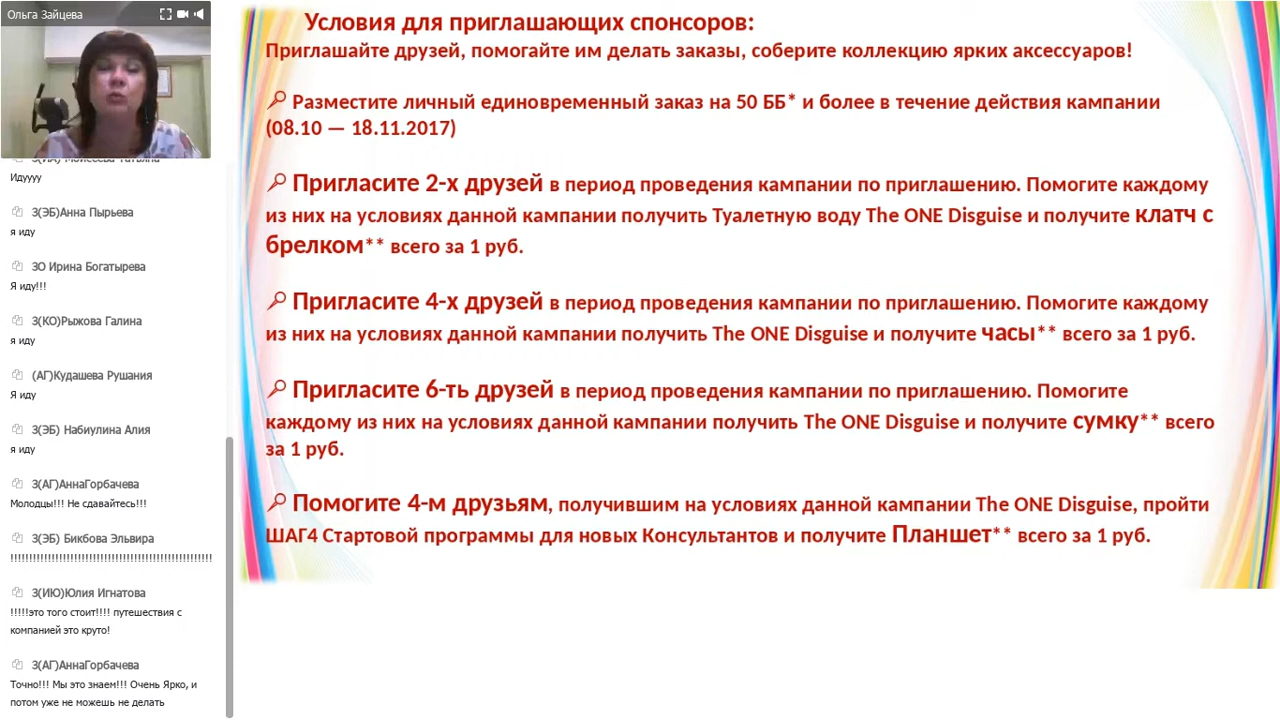 Ольга Зайцева
Идуууу
З(ЭБ)Анна Пырьева
я иду
ЗО Ирина Богатырева
Я иду!!!
З(КО)Рыжова Галина
я иду
(АГ)Кудашева Рушания
Я иду
З(ЭБ) Набиулина Алия
я иду
З(АГ)АннаГорбачева
Молодцы!!! Не сдавайтесь!!!
З(ЭБ) Бикбова Эльвира
З(ИЮ)Юлия Игнатова
!!!!!это того стоит!!!! путешествия с
компанией это круто!
З(АГ)АннаГорбачева
Точно!!! Мы это знаем!!! Очень Ярко, и
потом уже не можешь не делать
Условия для приглашающих спонсоров:
Приглашайте друзей, помогайте им делать заказы, соберите коллекцию ярких аксессуаров!
Разместите личный единовременный заказ на 50 ББ* и более в течение действия кампании
(08.10 — 18.11.2017)
Пригласите 2-х друзей в период проведения кампании по приглашению. Помогите каждому
из них на условиях данной кампании получить Туалетную воду The ONE Disguise и получите клатч с
брелком** всего за 1 руб.
Пригласите 4-х друзей в период проведения кампании по приглашению. Помогите каждому
из них на условиях данной кампании получить The ONE Disguise и получите часы** всего за 1 руб.
Пригласите 6-ть друзей в период проведения кампании по приглашению. Помогите
каждому из них на условиях данной кампании получить The ONE Disguise и получите сумку** всего
за 1 руб.
Помогите 4-м друзьям, получившим на условиях данной кампании The ONE Disguise, пройти
ШАГ4 Стартовой программы для новых Консультантов и получите Планшет** всего за 1 руб.